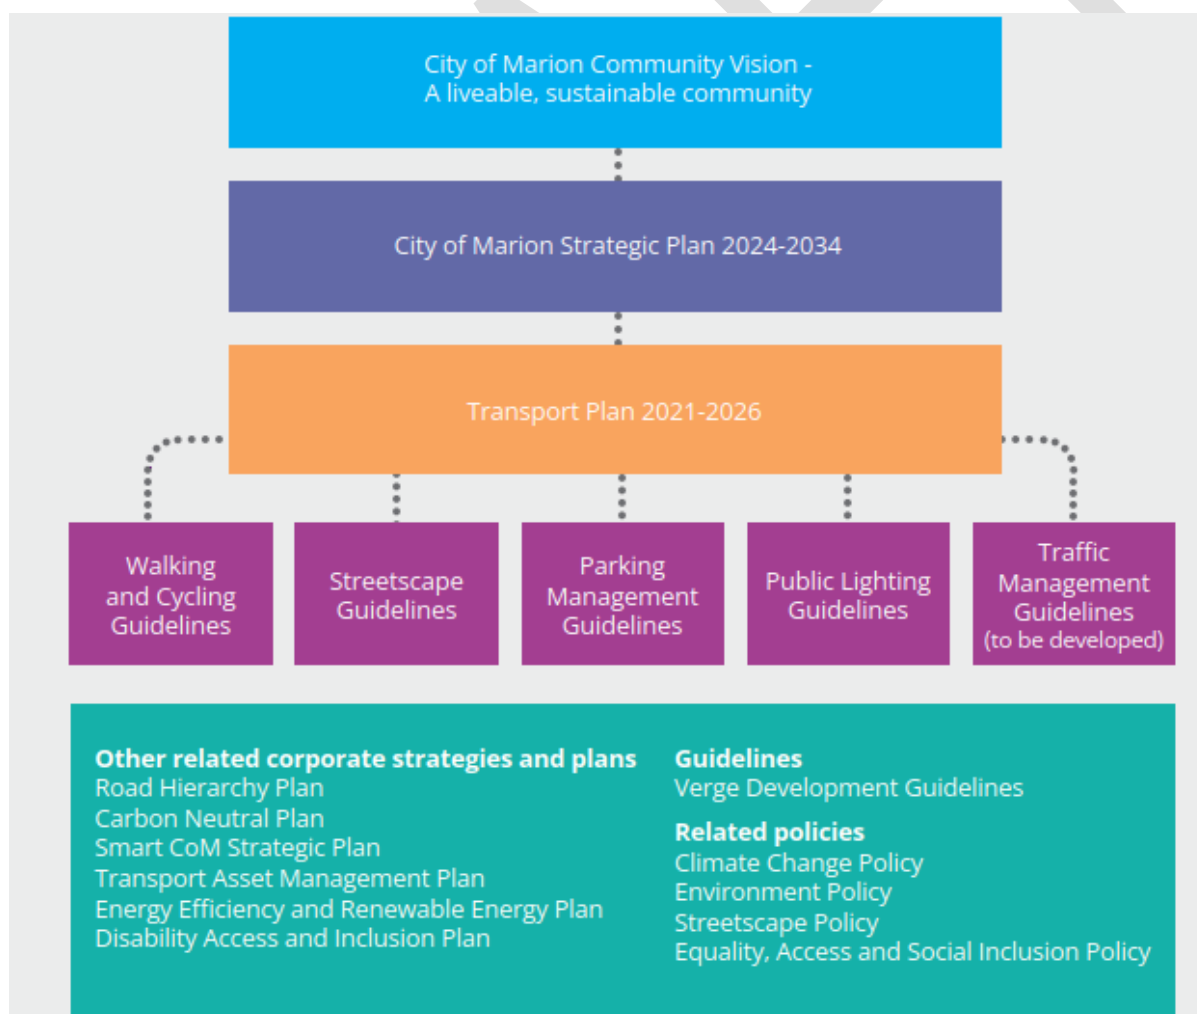 City of Marion Community Vision -
A liveable, sustainable community
City of Marion Strategic Plan 2024-2034
Transport Plan 2021-2026
Walking
and Cycling
Guidelines
Streetscape
Guidelines
Parking
Management
Guidelines
Public Lighting
Guidelines
Traffic
Management
Guidelines
(to be developed)
Other related corporate strategies and plans
Road Hierarchy Plan
Carbon Neutral Plan
Smart CoM Strategic Plan
Transport Asset Management Plan
Energy Efficiency and Renewable Energy Plan
Disability Access and Inclusion Plan
Guidelines
Verge Development Guidelines
Related policies
Climate Change Policy
Environment Policy
Streetscape Policy
Equality, Access and Social Inclusion Policy